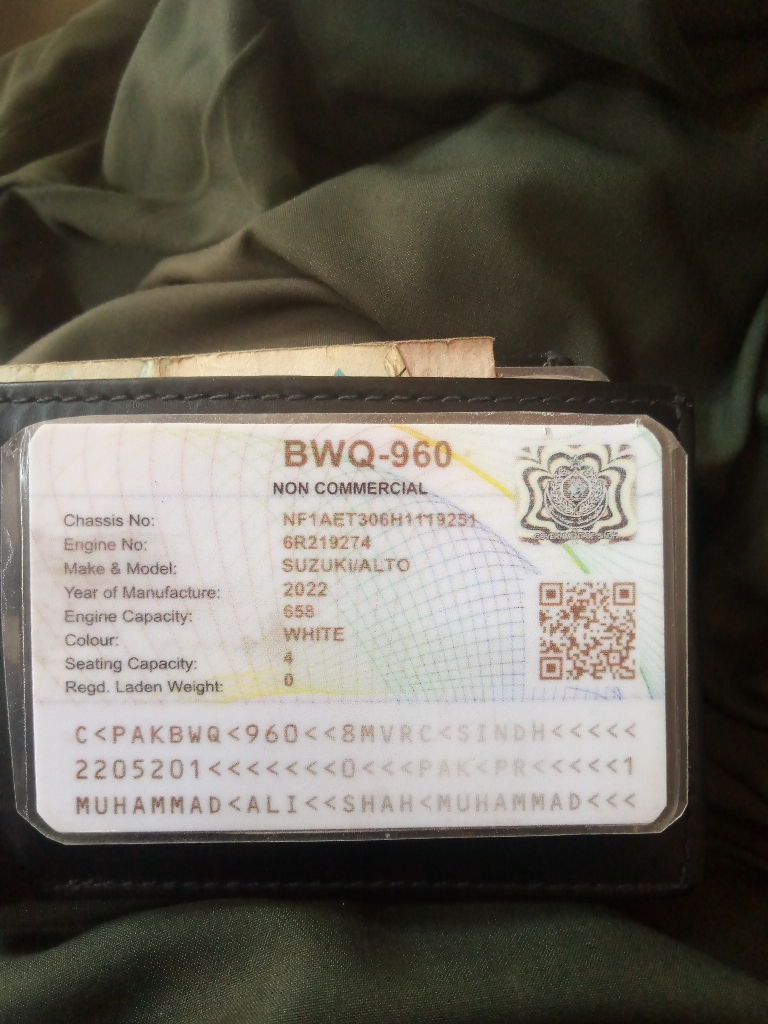 BWQ-960
NON COMMERCIAL
Chassis No: NF1AET306H1119251
Engine No: 6R219274
Make & Model: SUZUKI/ALTO
Year of Manufacture: 2022
Engine Capacity: 658
Colour: WHITE
Seating Capacity: 4
Regd. Laden Weight: 0
C<PAKBWQ<960<<8MVRC<SINDH<<<<<
2205201<<<<<<<0<<<PAK<PR<<<<<1
MUHAMMAD<ALI<<SHAH<MUHAMMAD<<<